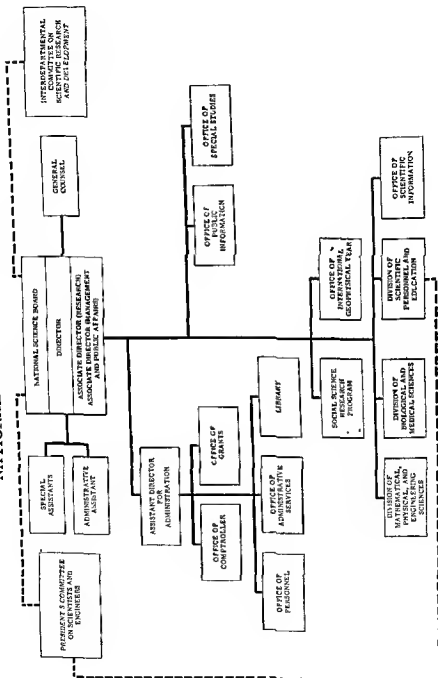 INTERDEPARTMENTAL
COMMITTEE ON
SCIENTIFIC RESEARCH
AND DEVELOPMENT
NATIONAL SCIENCE BOARD
DIRECTOR
ASSOCIATE DIRECTOR (RESEARCH)
ASSOCIATE DIRECTOR (MANAGEMENT
AND PUBLIC AFFAIRS)
GENERAL
COUNSEL
SPECIAL
ASSISTANTS
ADMINISTRATIVE
ASSISTANT
PRESIDENT'S COMMITTEE
ON SCIENTISTS AND
ENGINEERS
ASSISTANT DIRECTOR
FOR
ADMINISTRATION
OFFICE OF
PUBLIC
INFORMATION
OFFICE OF
SPECIAL STUDIES
OFFICE OF
COMPTROLLER
OFFICE OF
GRANTS
OFFICE OF
PERSONNEL
OFFICE OF
ADMINISTRATIVE
SERVICES
LIBRARY
SOCIAL SCIENCE
RESEARCH
PROGRAM
OFFICE OF
INTERNATIONAL
GEOPHYSICAL YEAR
DIVISION OF
MATHEMATICAL,
PHYSICAL, AND
ENGINEERING
SCIENCES
DIVISION OF
BIOLOGICAL AND
MEDICAL SCIENCES
DIVISION OF
SCIENTIFIC
PERSONNEL AND
EDUCATION
OFFICE OF
SCIENTIFIC
INFORMATION